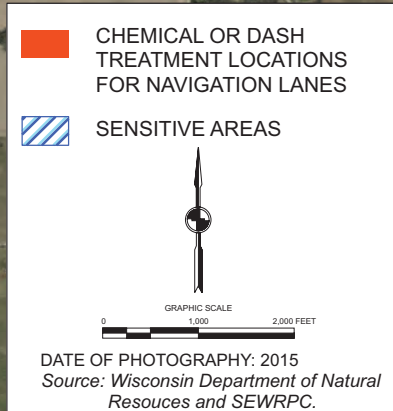 CHEMICAL OR DASH
TREATMENT LOCATIONS
FOR NAVIGATION LANES
SENSITIVE AREAS
GRAPHIC SCALE
0 1,000 2,000 FEET
DATE OF PHOTOGRAPHY: 2015
Source: Wisconsin Department of Natural
Resouces and SEWRPC.